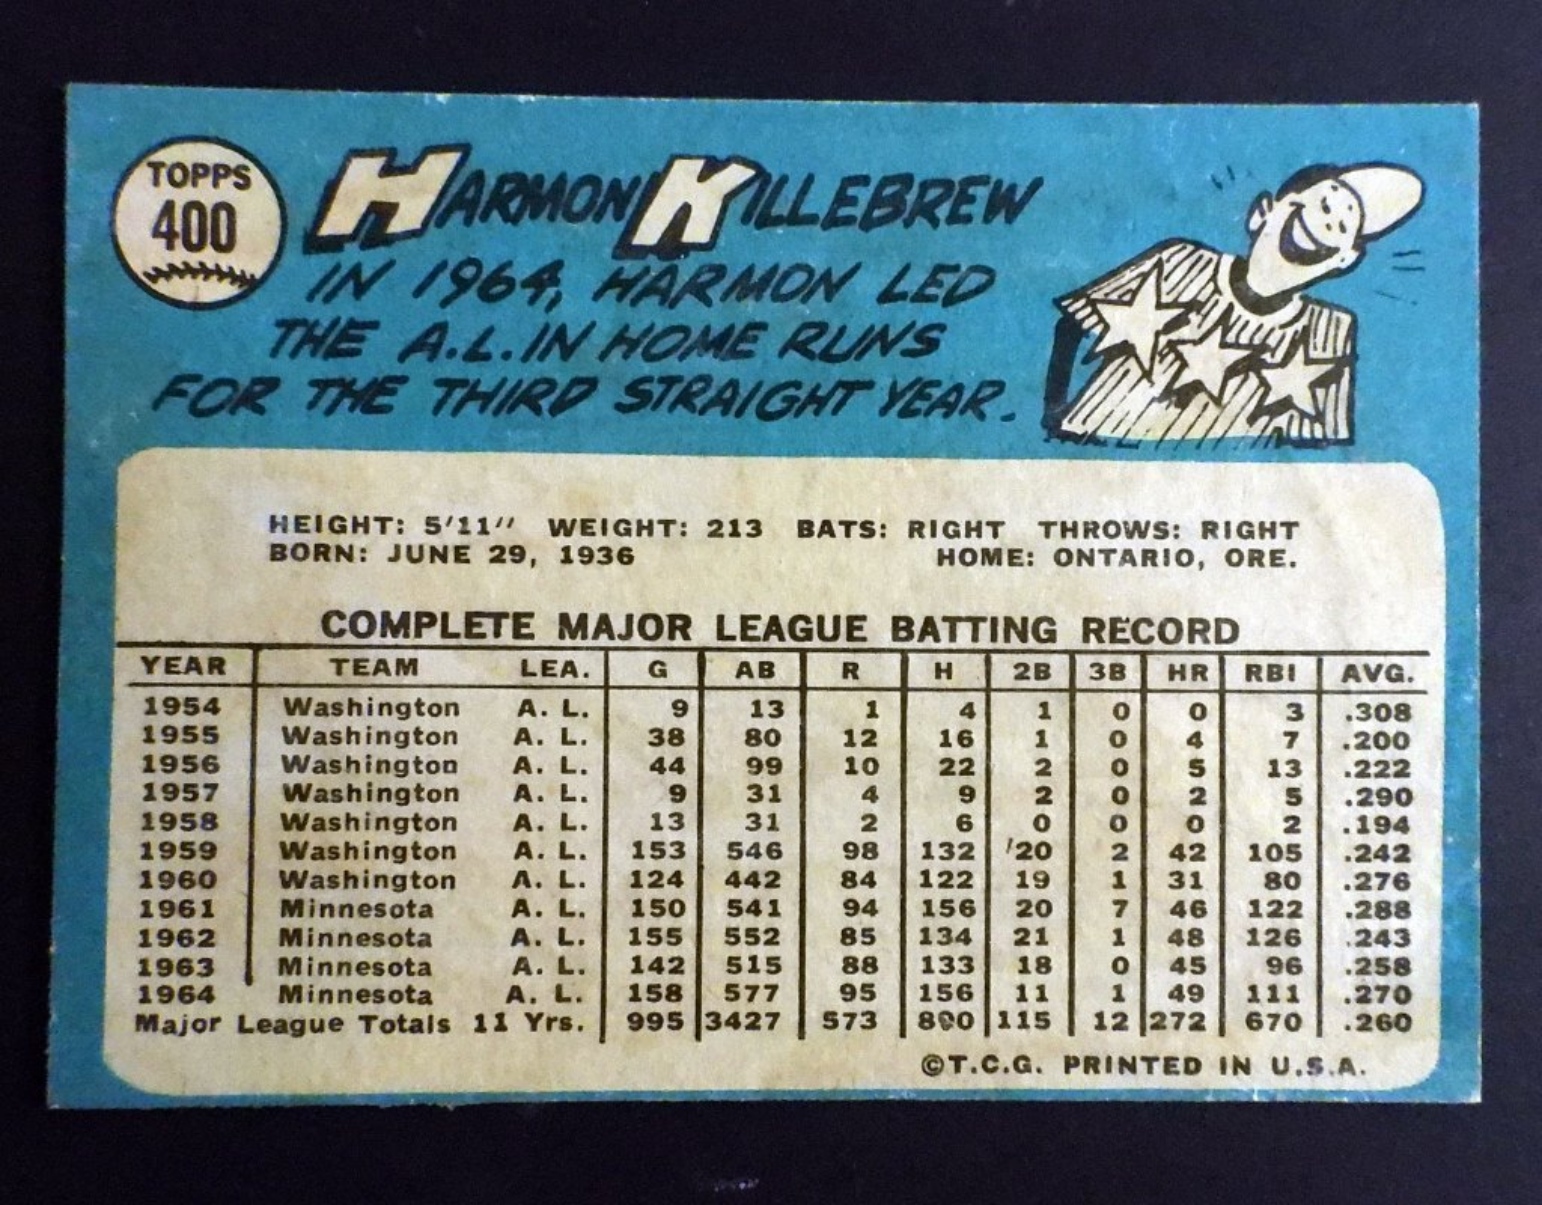 TOPPS
400
HARMON KILLEBREW
IN 1964, HARMON LED
THE A.L. IN HOME RUNS
FOR THE THIRD STRAIGHT YEAR.
HEIGHT: 5'11" WEIGHT: 213 BATS: RIGHT THROWS: RIGHT
BORN: JUNE 29, 1936 HOME: ONTARIO, ORE.
COMPLETE MAJOR LEAGUE BATTING RECORD
YEAR TEAM LEA. G AB R H 2B 3B HR RBI AVG.
1954 Washington A. L. 9 13 1 4 1 0 0 3 .308
1955 Washington A. L. 38 80 12 16 1 0 4 7 .200
1956 Washington A. L. 44 99 10 22 2 0 5 13 .222
1957 Washington A. L. 9 31 4 9 2 0 2 5 .290
1958 Washington A. L. 13 31 2 6 0 0 0 2 .194
1959 Washington A. L. 153 546 98 132 20 2 42 105 .242
1960 Washington A. L. 124 442 84 122 19 1 31 80 .276
1961 Minnesota A. L. 150 541 94 156 20 7 46 122 .288
1962 Minnesota A. L. 155 552 85 134 21 1 48 126 .243
1963 Minnesota A. L. 142 515 88 133 18 0 45 96 .258
1964 Minnesota A. L. 158 577 95 156 11 1 49 111 .270
Major League Totals 11 Yrs. 995 3427 573 890 115 12 272 670 .260
©T.C.G. PRINTED IN U.S.A.